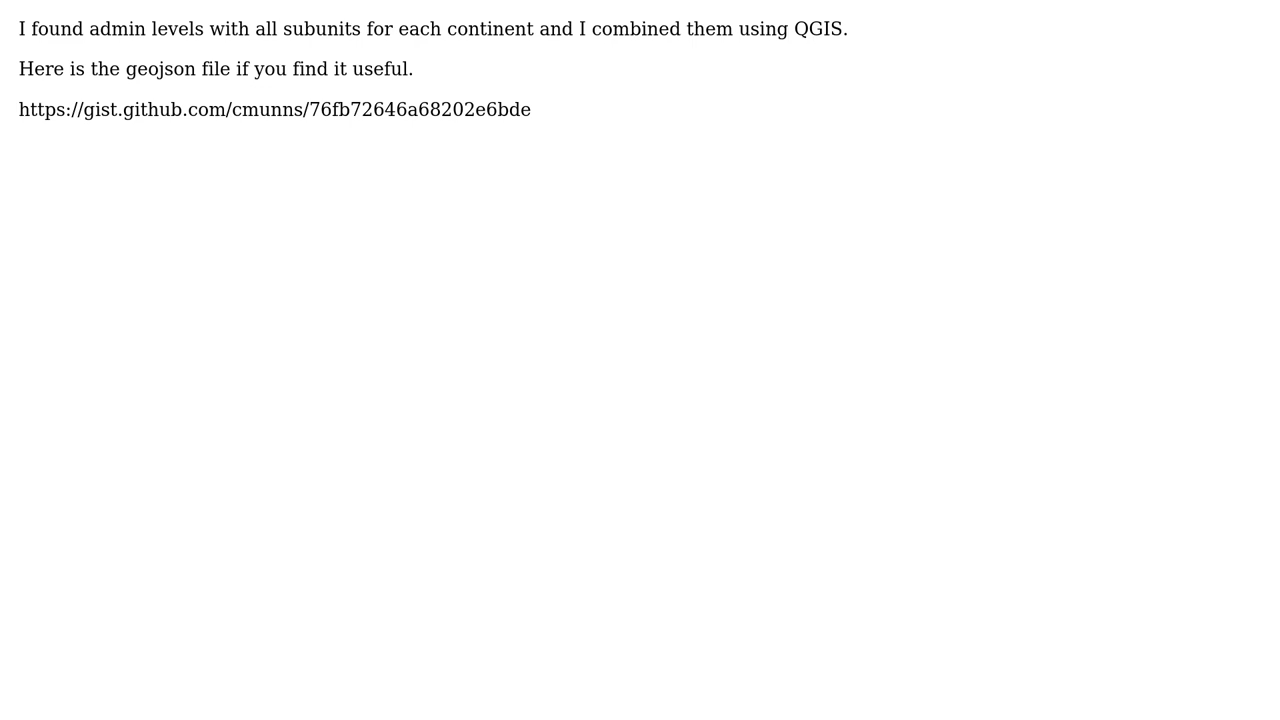 I found admin levels with all subunits for each continent and I combined them using QGIS.
Here is the geojson file if you find it useful.
https://gist.github.com/cmunns/76fb72646a68202e6bde